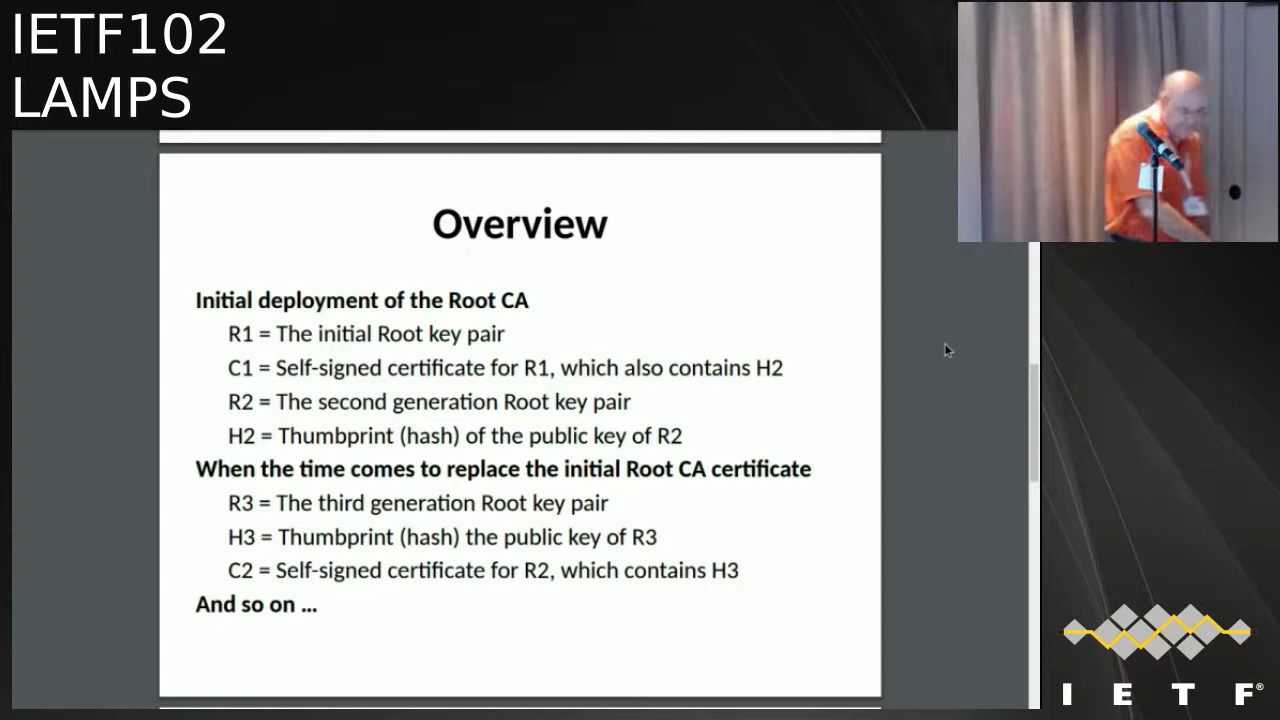 IETF102
LAMPS
Overview
Initial deployment of the Root CA
R1 = The initial Root key pair
C1 = Self-signed certificate for R1, which also contains H2
R2 = The second generation Root key pair
H2 = Thumbprint (hash) of the public key of R2
When the time comes to replace the initial Root CA certificate
R3 = The third generation Root key pair
H3 = Thumbprint (hash) the public key of R3
C2 = Self-signed certificate for R2, which contains H3
And so on ...
I E T F®